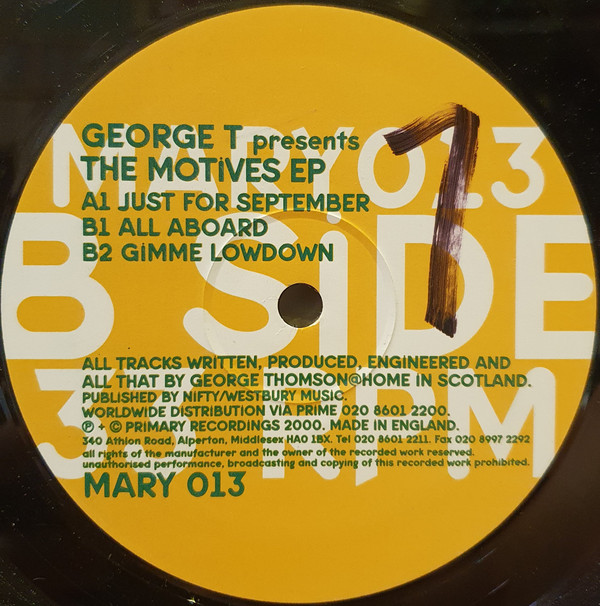 MARY 013
GEORGE T presents
THE MOTiVES EP
A1 JUST FOR SEPTEMBER
B1 ALL ABOARD
B2 GiMME LOWDOWN
1
B SiDE
ALL TRACKS WRITTEN, PRODUCED, ENGINEERED AND
ALL THAT BY GEORGE THOMSON@HOME IN SCOTLAND.
PUBLISHED BY NIFTY/WESTBURY MUSIC.
WORLDWIDE DISTRIBUTION VIA PRIME 020 8601 2200.
℗ + © PRIMARY RECORDINGS 2000. MADE IN ENGLAND.
340 Athlon Road, Alperton, Middlesex HA0 1BX. Tel 020 8601 2211. Fax 020 8997 2292
all rights of the manufacturer and the owner of the recorded work reserved.
unauthorised performance, broadcasting and copying of this recorded work prohibited.
MARY 013